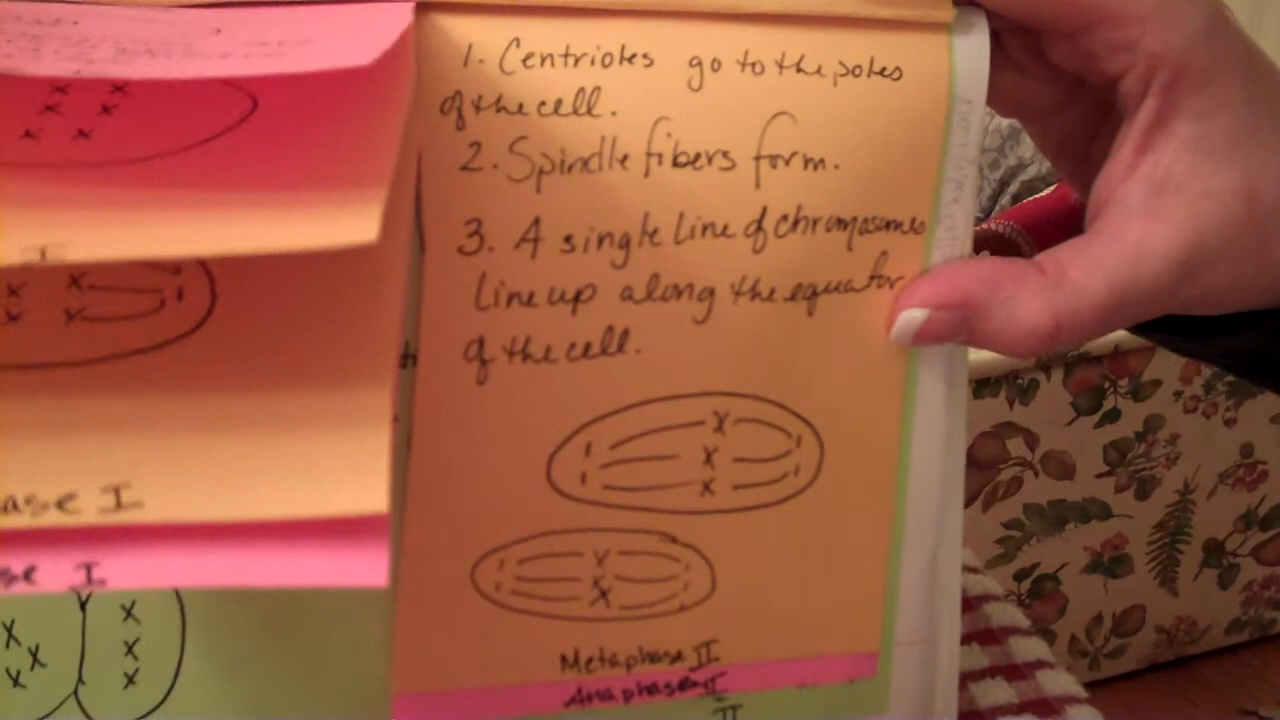 1. Centrioles go to the poles
of the cell.
2. Spindle fibers form.
3. A single line of chromosomes
line up along the equator
of the cell.
Metaphase II
Anaphase II
II
I
ase I
se I